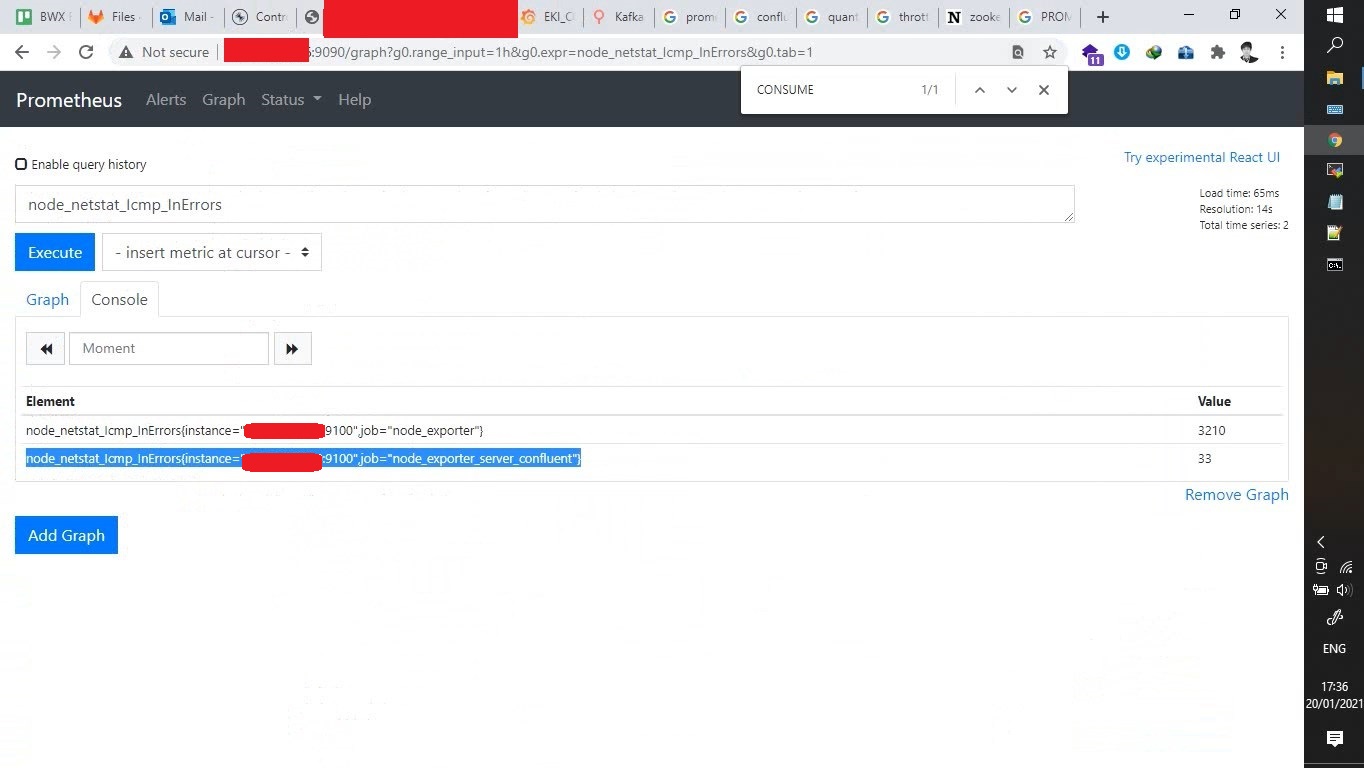 BWX
Files
Mail -
Contr
EKI_C
Kafka
prome
conflu
quant
thrott
zooke
PROM
Not secure
:9090/graph?g0.range_input=1h&g0.expr=node_netstat_Icmp_InErrors&g0.tab=1
11
CONSUME 1/1
Prometheus Alerts Graph Status Help
Enable query history
Try experimental React UI
node_netstat_Icmp_InErrors
Load time: 65ms
Resolution: 14s
Total time series: 2
Execute - insert metric at cursor -
Graph Console
Moment
Element Value
node_netstat_Icmp_InErrors{instance=" 9100",job="node_exporter"} 3210
node_netstat_Icmp_InErrors{instance=" :9100",job="node_exporter_server_confluent"} 33
Remove Graph
Add Graph
ENG
17:36
20/01/2021